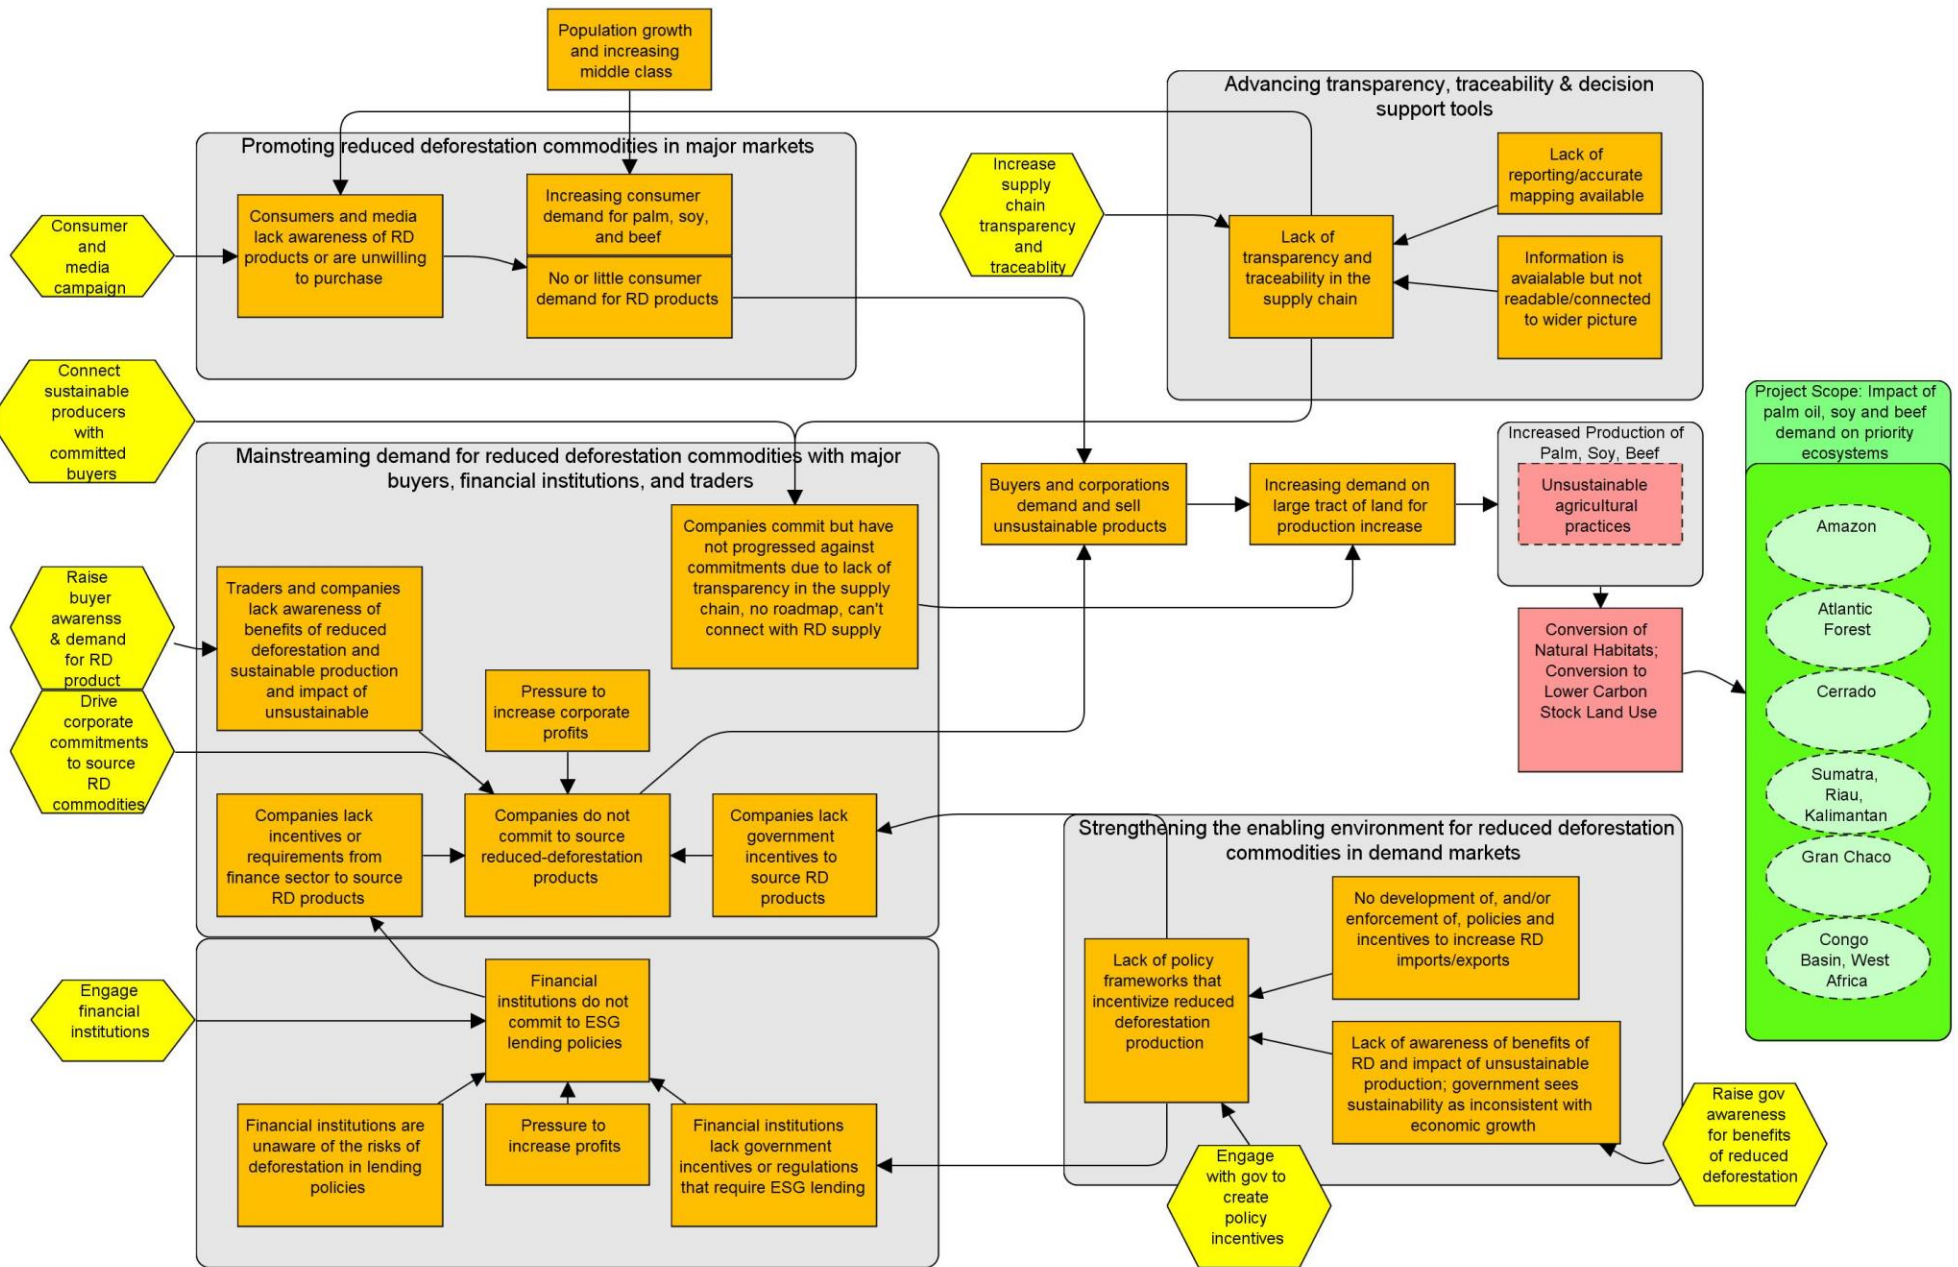 Population growth
and increasing
middle class
Advancing transparency, traceability & decision
support tools
Promoting reduced deforestation commodities in major markets
Increase
supply
chain
transparency
and
traceablity
Lack of
reporting/accurate
mapping available
Consumer
and
media
campaign
Consumers and media
lack awareness of RD
products or are unwilling
to purchase
Increasing consumer
demand for palm, soy,
and beef
No or little consumer
demand for RD products
Lack of
transparency and
traceability in the
supply chain
Information is
avaialable but not
readable/connected
to wider picture
Connect
sustainable
producers
with
committed
buyers
Project Scope: Impact of
palm oil, soy and beef
demand on priority
ecosystems
Mainstreaming demand for reduced deforestation commodities with major
buyers, financial institutions, and traders
Companies commit but have
not progressed against
commitments due to lack of
transparency in the supply
chain, no roadmap, can't
connect with RD supply
Buyers and corporations
demand and sell
unsustainable products
Increasing demand on
large tract of land for
production increase
Increased Production of
Palm, Soy, Beef
Unsustainable
agricultural
practices
Amazon
Atlantic
Forest
Cerrado
Sumatra,
Riau,
Kalimantan
Gran Chaco
Congo
Basin, West
Africa
Raise
buyer
awarenss
& demand
for RD
product
Traders and companies
lack awareness of
benefits of reduced
deforestation and
sustainable production
and impact of
unsustainable
Conversion of
Natural Habitats;
Conversion to
Lower Carbon
Stock Land Use
Pressure to
increase corporate
profits
Drive
corporate
commitments
to source
RD
commodities
Companies lack
incentives or
requirements from
finance sector to source
RD products
Companies do not
commit to source
reduced-deforestation
products
Companies lack
government
incentives to
source RD
products
Strengthening the enabling environment for reduced deforestation
commodities in demand markets
No development of, and/or
enforcement of, policies and
incentives to increase RD
imports/exports
Lack of policy
frameworks that
incentivize reduced
deforestation
production
Lack of awareness of benefits of
RD and impact of unsustainable
production; government sees
sustainability as inconsistent with
economic growth
Engage
financial
institutions
Financial
institutions do not
commit to ESG
lending policies
Financial institutions are
unaware of the risks of
deforestation in lending
policies
Pressure to
increase profits
Financial institutions
lack government
incentives or regulations
that require ESG lending
Engage
with gov to
create
policy
incentives
Raise gov
awareness
for benefits
of reduced
deforestation